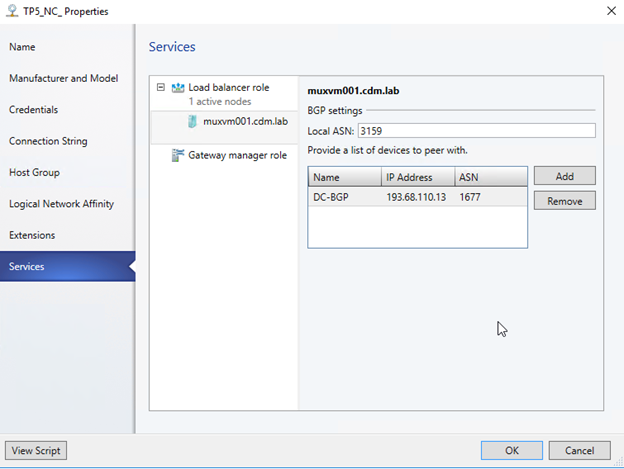 TP5_NC_ Properties
Name
Manufacturer and Model
Credentials
Connection String
Host Group
Logical Network Affinity
Extensions
Services
Services
Load balancer role
1 active nodes
muxvm001.cdm.lab
Gateway manager role
muxvm001.cdm.lab
BGP settings
Local ASN: 3159
Provide a list of devices to peer with.
Name IP Address ASN
DC-BGP 193.68.110.13 1677
Add
Remove
View Script
OK
Cancel